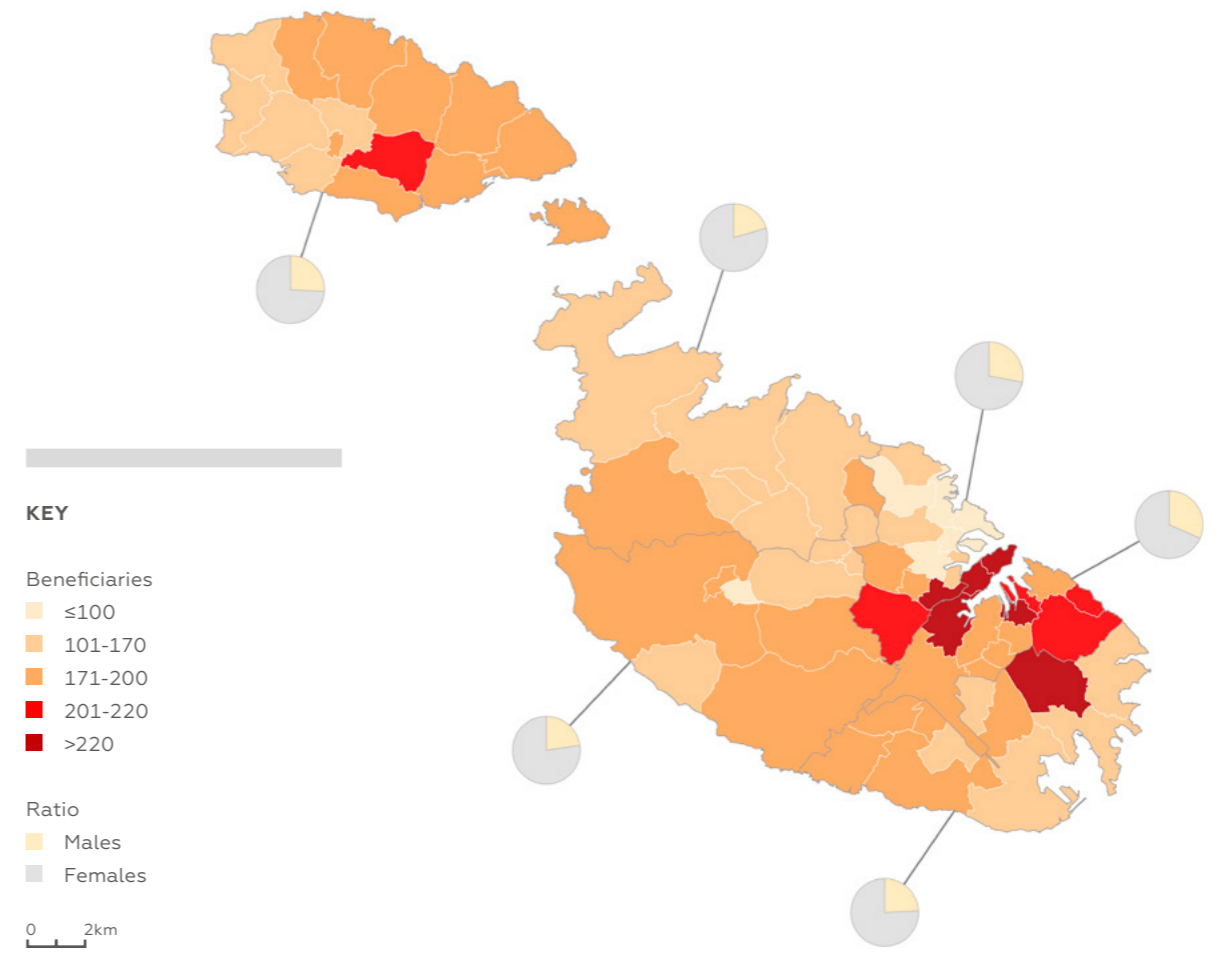 KEY
Beneficiaries
≤100
101-170
171-200
201-220
>220
Ratio
Males
Females
0 2km